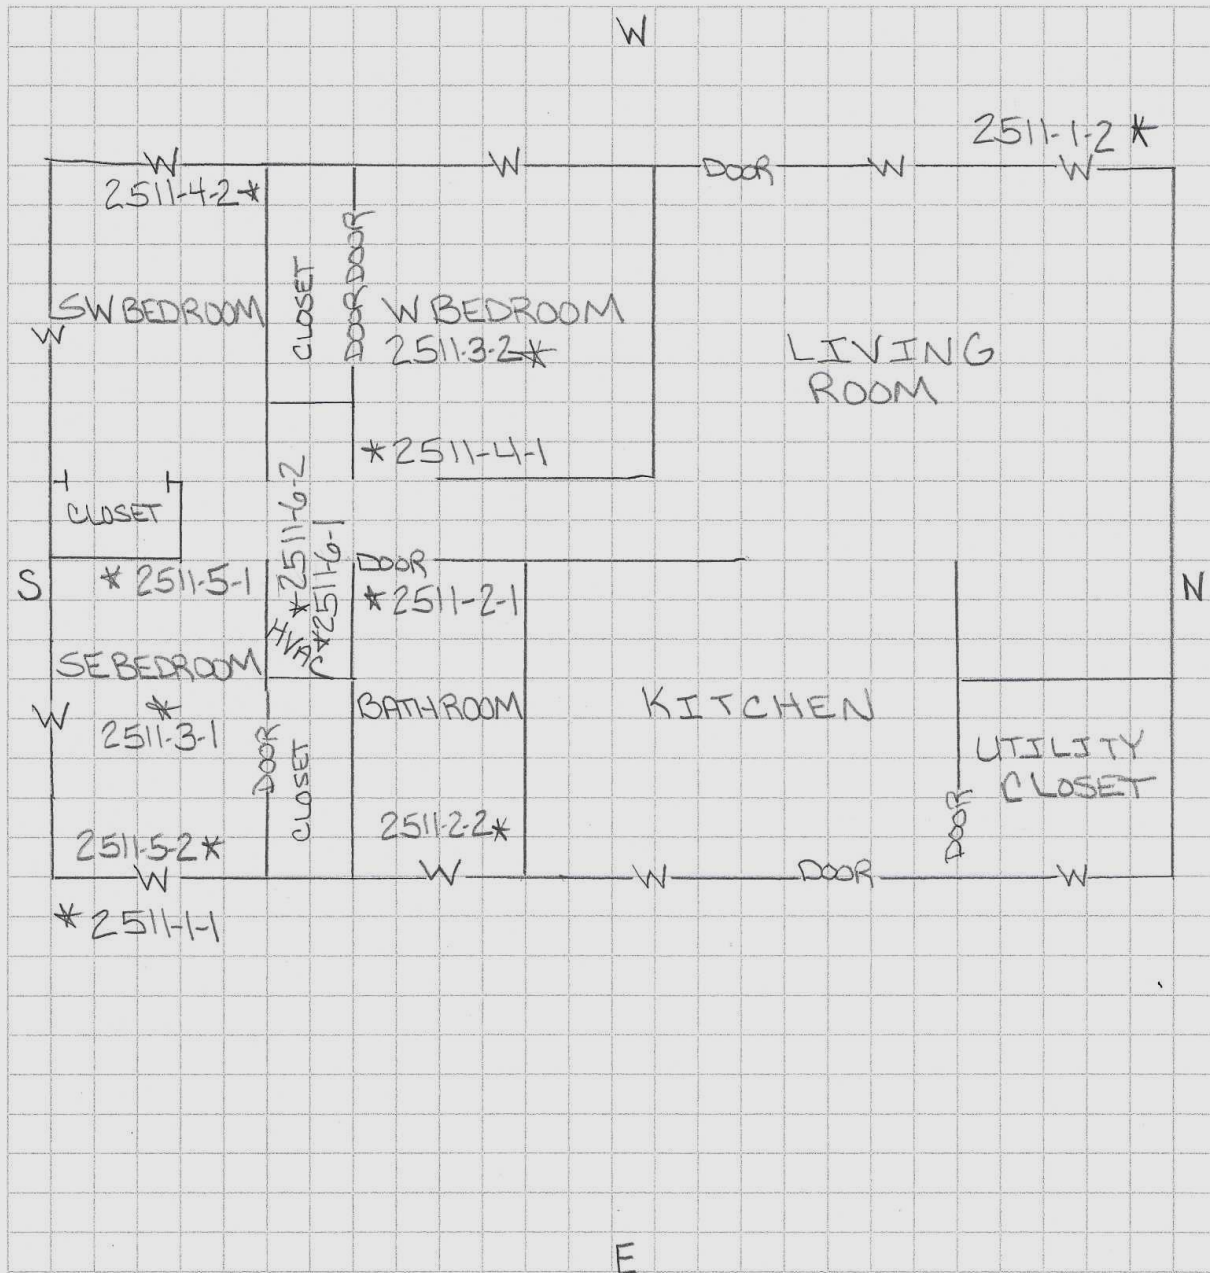 W
2511-1-2 *
W
W
DOOR
W
W
2511-4-2 *
DOOR DOOR
CLOSET
SW BEDROOM
W BEDROOM
W
2511-3-2 *
LIVING
ROOM
* 2511-4-1
* 2511-6-2
* 2511-6-1
CLOSET
DOOR
S
* 2511-5-1
* 2511-2-1
N
HVAC
SE BEDROOM
*
2511-3-1
W
BATHROOM
KITCHEN
DOOR
CLOSET
UTILITY
CLOSET
DOOR
2511-5-2 *
2511-2-2 *
W
W
W
DOOR
W
* 2511-1-1
E